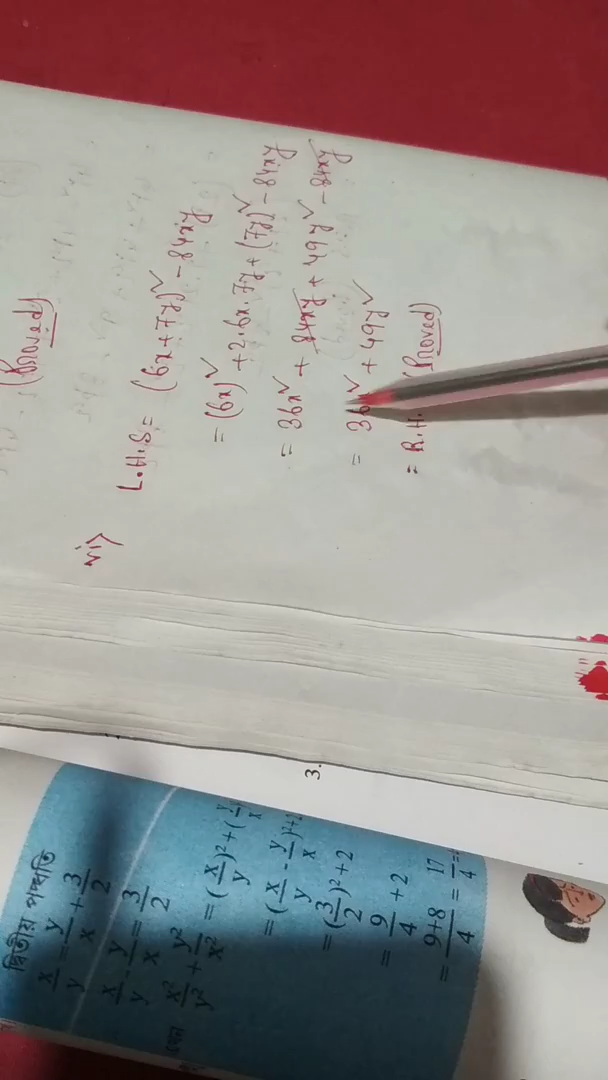 (Proved)
vi) L.H.S = (6x+7y)² - 84xy
= (6x)² + 2.6x.7y + (7y)² - 84xy
= 36x² + 84xy + 49y² - 84xy
= 36x² + 49y²
= R.H. (Proved)
3.
দ্বিতীয় পদ্ধতি
x/y = y/x + 3/2
x/y - y/x = 3/2
x²/y² + y²/x² = (x/y)² + (y/x
= (x/y - y/x)²+2
= (3/2)²+2
= 9/4 + 2
= 9+8/4 = 17/4 =